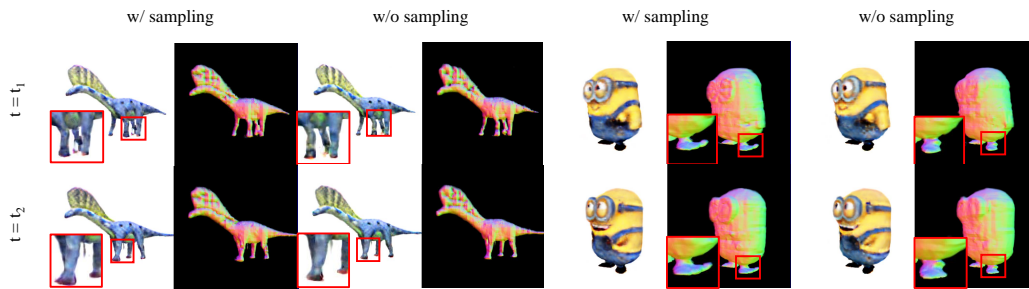 w/ sampling w/o sampling w/ sampling w/o sampling
t = t₁
t = t₂